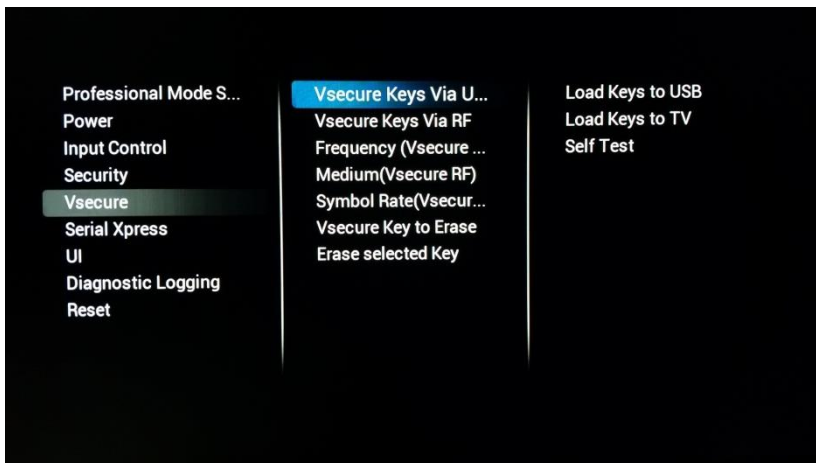 Professional Mode S...
Power
Input Control
Security
Vsecure
Serial Xpress
UI
Diagnostic Logging
Reset
Vsecure Keys Via U...
Vsecure Keys Via RF
Frequency (Vsecure ...
Medium(Vsecure RF)
Symbol Rate(Vsecur...
Vsecure Key to Erase
Erase selected Key
Load Keys to USB
Load Keys to TV
Self Test